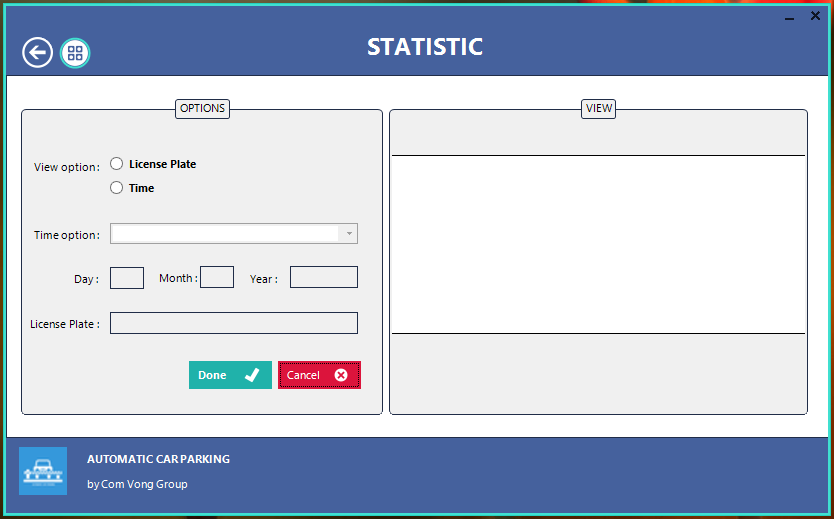 STATISTIC
OPTIONS
View option:
License Plate
Time
Time option:
Day :
Month :
Year :
License Plate :
Done
Cancel
VIEW
AUTOMATIC CAR PARKING
by Com Vong Group